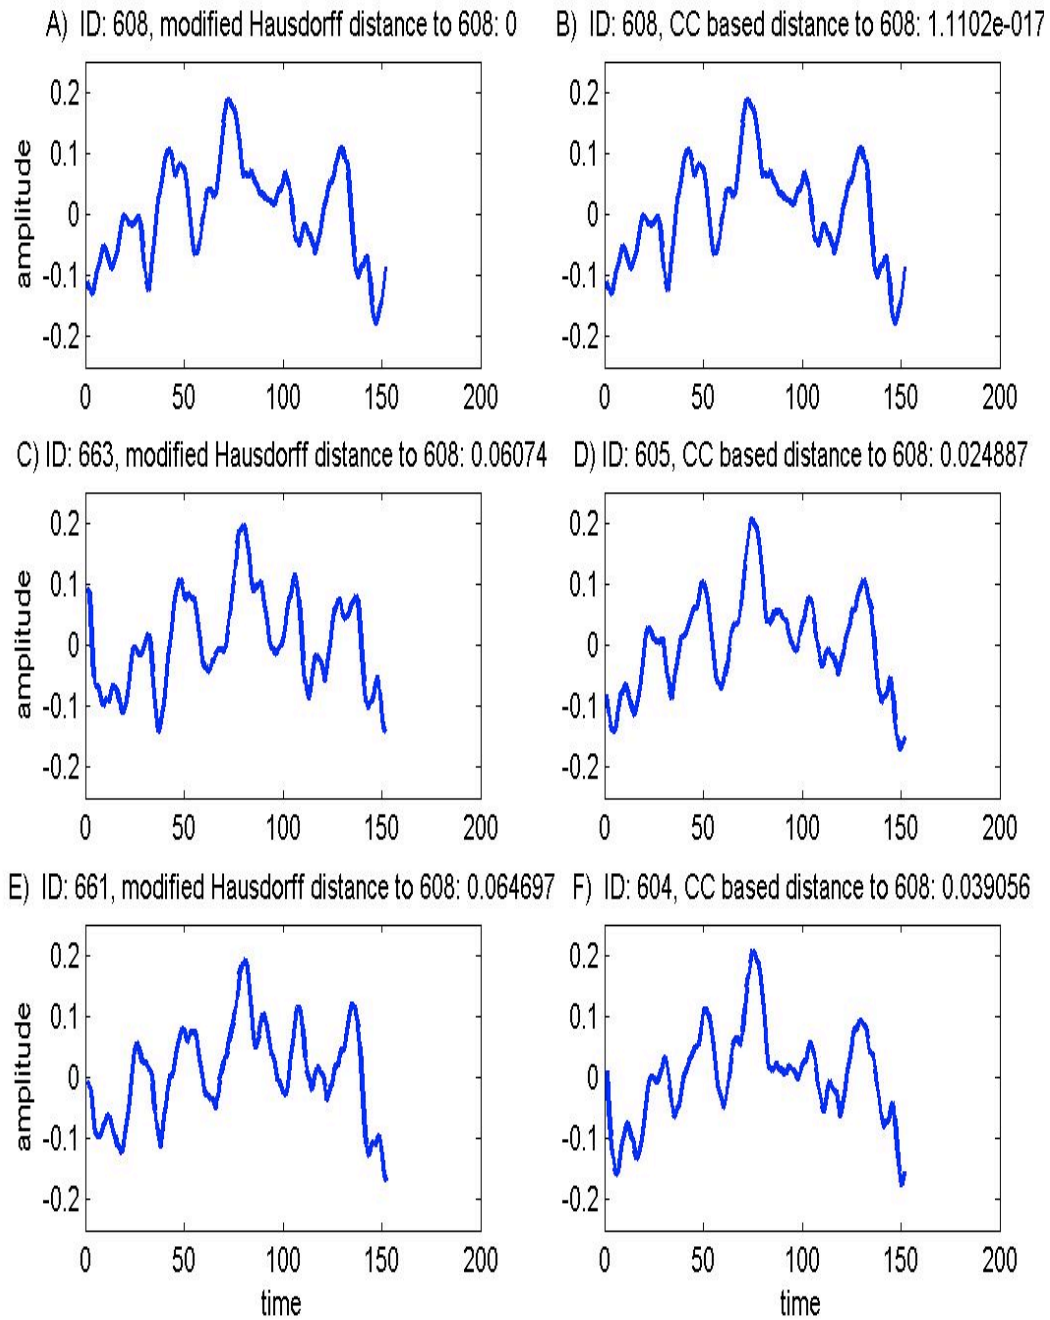 A) ID: 608, modified Hausdorff distance to 608: 0
B) ID: 608, CC based distance to 608: 1.1102e-017
amplitude
0.2
0.1
0
-0.1
-0.2
0 50 100 150 200
0.2
0.1
0
-0.1
-0.2
0 50 100 150 200
C) ID: 663, modified Hausdorff distance to 608: 0.06074
D) ID: 605, CC based distance to 608: 0.024887
amplitude
0.2
0.1
0
-0.1
-0.2
0 50 100 150 200
0.2
0.1
0
-0.1
-0.2
0 50 100 150 200
E) ID: 661, modified Hausdorff distance to 608: 0.064697
F) ID: 604, CC based distance to 608: 0.039056
amplitude
0.2
0.1
0
-0.1
-0.2
0 50 100 150 200
time
0.2
0.1
0
-0.1
-0.2
0 50 100 150 200
time